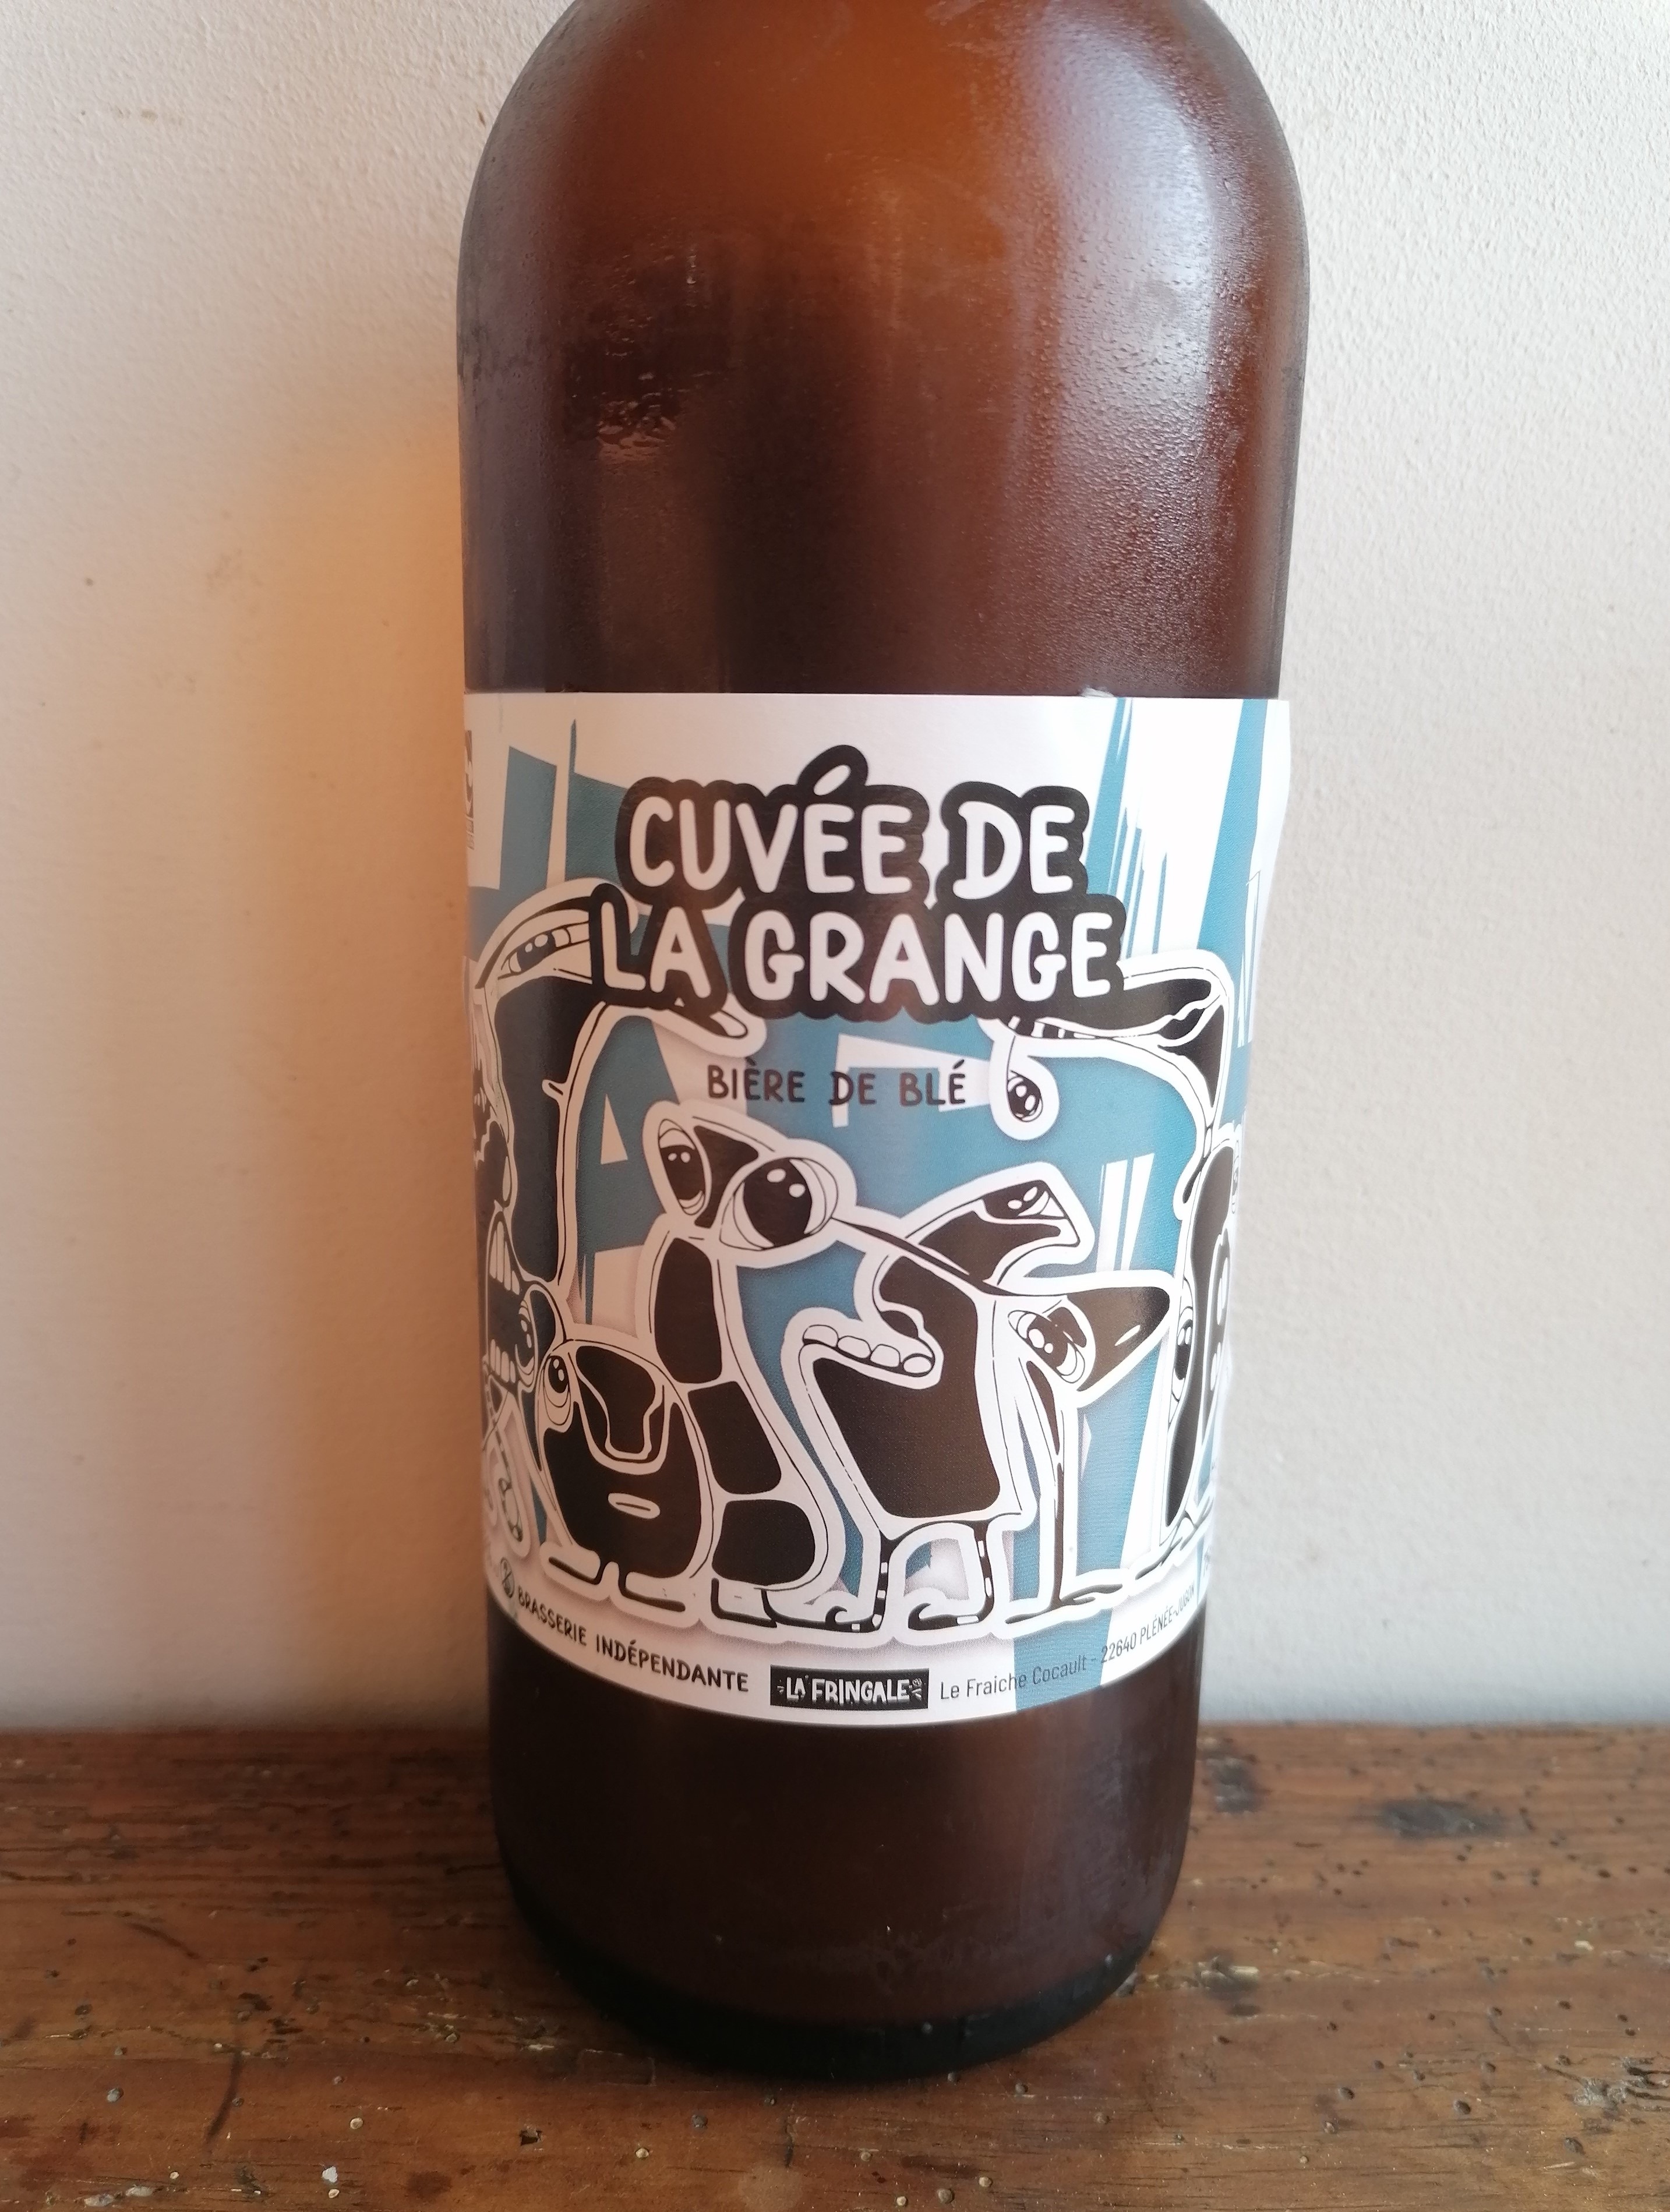 CUVÉE DE
LA GRANGE
BIÈRE DE BLÉ
BRASSERIE INDÉPENDANTE
LA FRINGALE
Le Fraiche Cocault - 22640 PLÉNÉE-JUGON